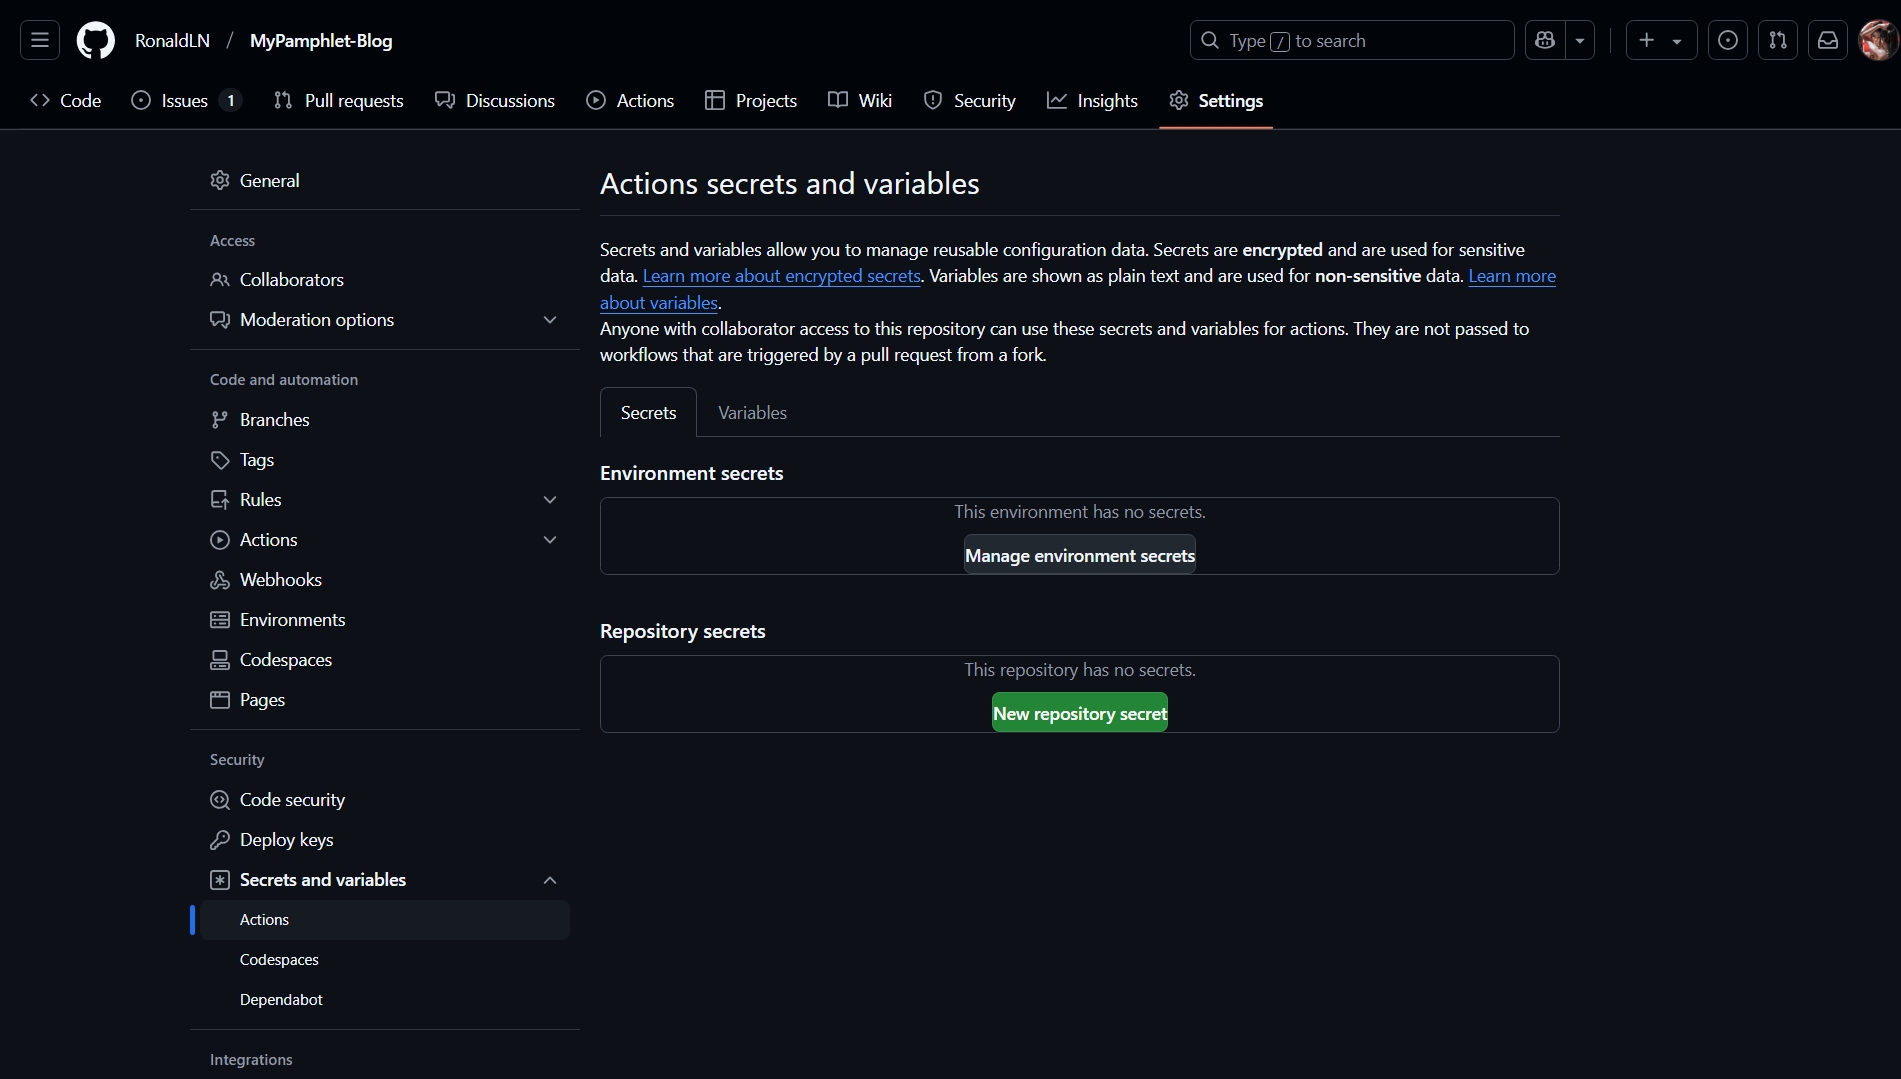 RonaldLN / MyPamphlet-Blog
Type / to search
Code
Issues 1
Pull requests
Discussions
Actions
Projects
Wiki
Security
Insights
Settings
General
Access
Collaborators
Moderation options
Code and automation
Branches
Tags
Rules
Actions
Webhooks
Environments
Codespaces
Pages
Security
Code security
Deploy keys
Secrets and variables
Actions
Codespaces
Dependabot
Integrations
Actions secrets and variables
Secrets and variables allow you to manage reusable configuration data. Secrets are encrypted and are used for sensitive
data. Learn more about encrypted secrets. Variables are shown as plain text and are used for non-sensitive data. Learn more
about variables.
Anyone with collaborator access to this repository can use these secrets and variables for actions. They are not passed to
workflows that are triggered by a pull request from a fork.
Secrets
Variables
Environment secrets
This environment has no secrets.
Manage environment secrets
Repository secrets
This repository has no secrets.
New repository secret